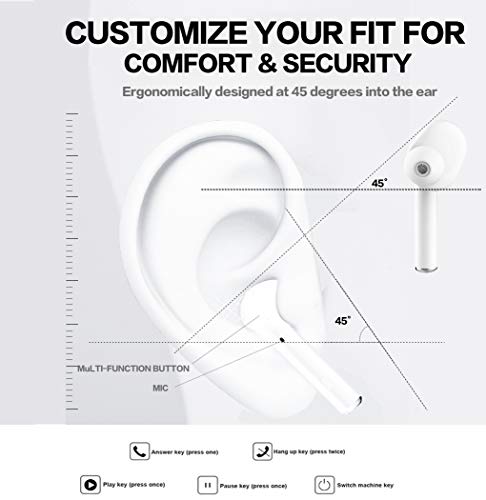 CUSTOMIZE YOUR FIT FOR
COMFORT & SECURITY
Ergonomically designed at 45 degrees into the ear
45°
45°
MuLTI-FUNCTION BUTTON
MIC
Answer key (press one)
Hang up key (press twice)
Play key (press once)
Pause key (press once)
Switch machine key